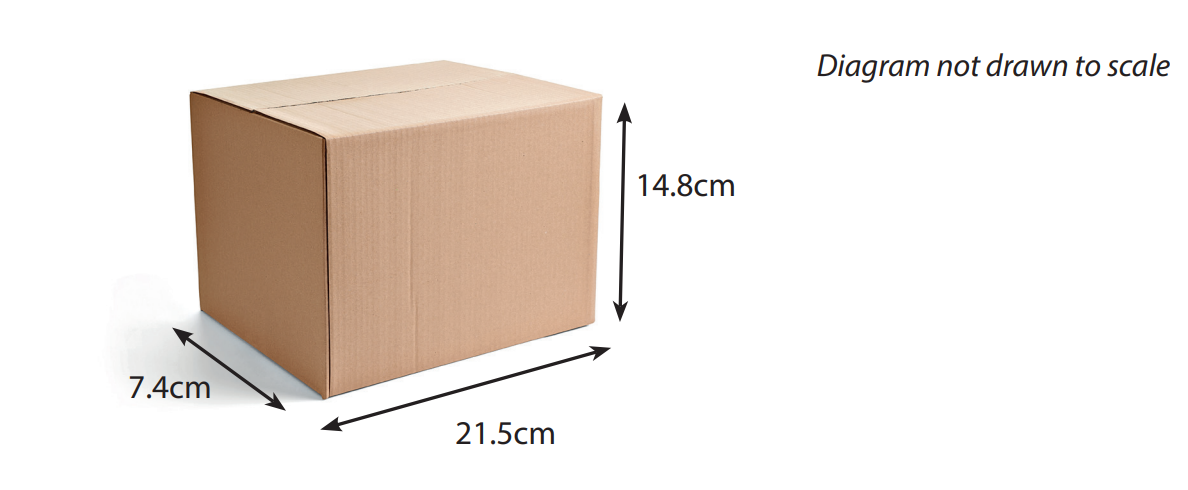 Diagram not drawn to scale
14.8cm
7.4cm
21.5cm